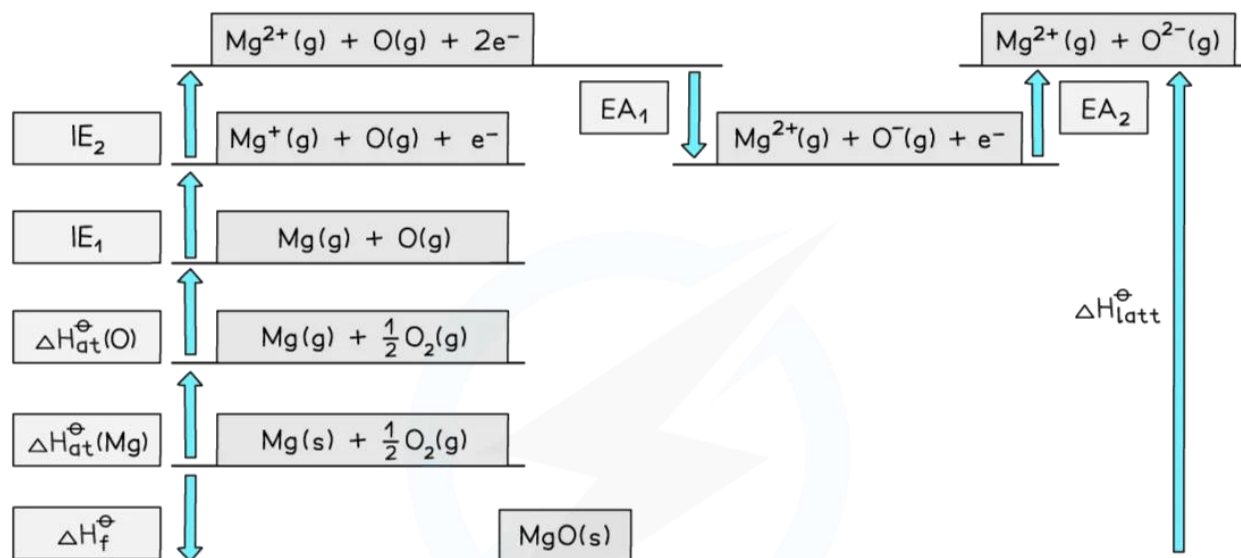 Mg²⁺(g) + O(g) + 2e⁻
Mg²⁺(g) + O²⁻(g)
EA₁
EA₂
IE₂
Mg⁺(g) + O(g) + e⁻
Mg²⁺(g) + O⁻(g) + e⁻
IE₁
Mg(g) + O(g)
ΔH⦵latt
ΔH⦵at(O)
Mg(g) + ½O₂(g)
ΔH⦵at(Mg)
Mg(s) + ½O₂(g)
ΔH⦵f
MgO(s)